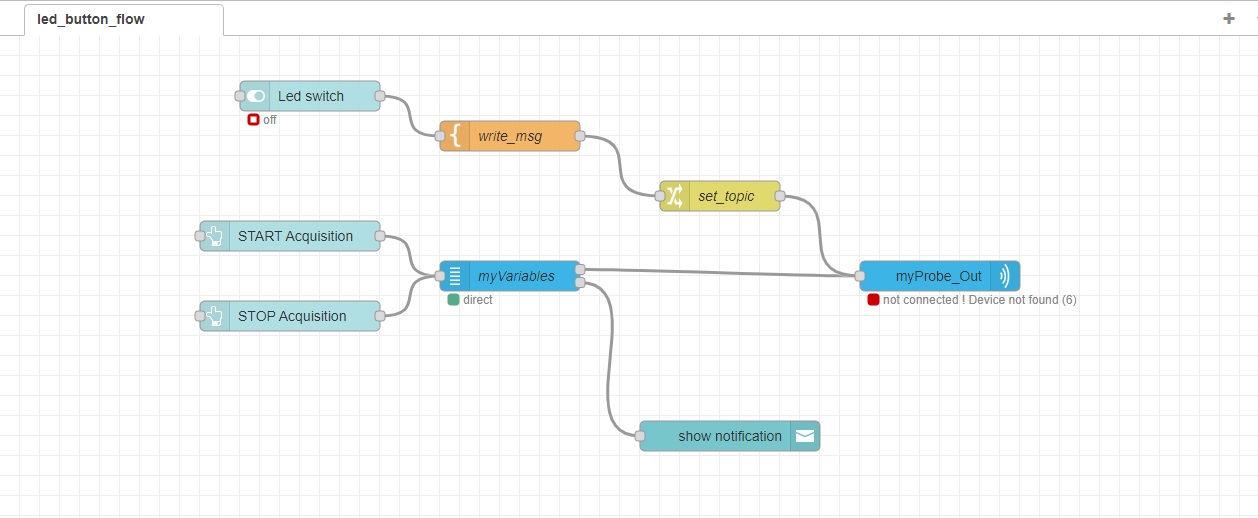 led_button_flow
Led switch
off
write_msg
set_topic
START Acquisition
myVariables
direct
myProbe_Out
not connected ! Device not found (6)
STOP Acquisition
show notification